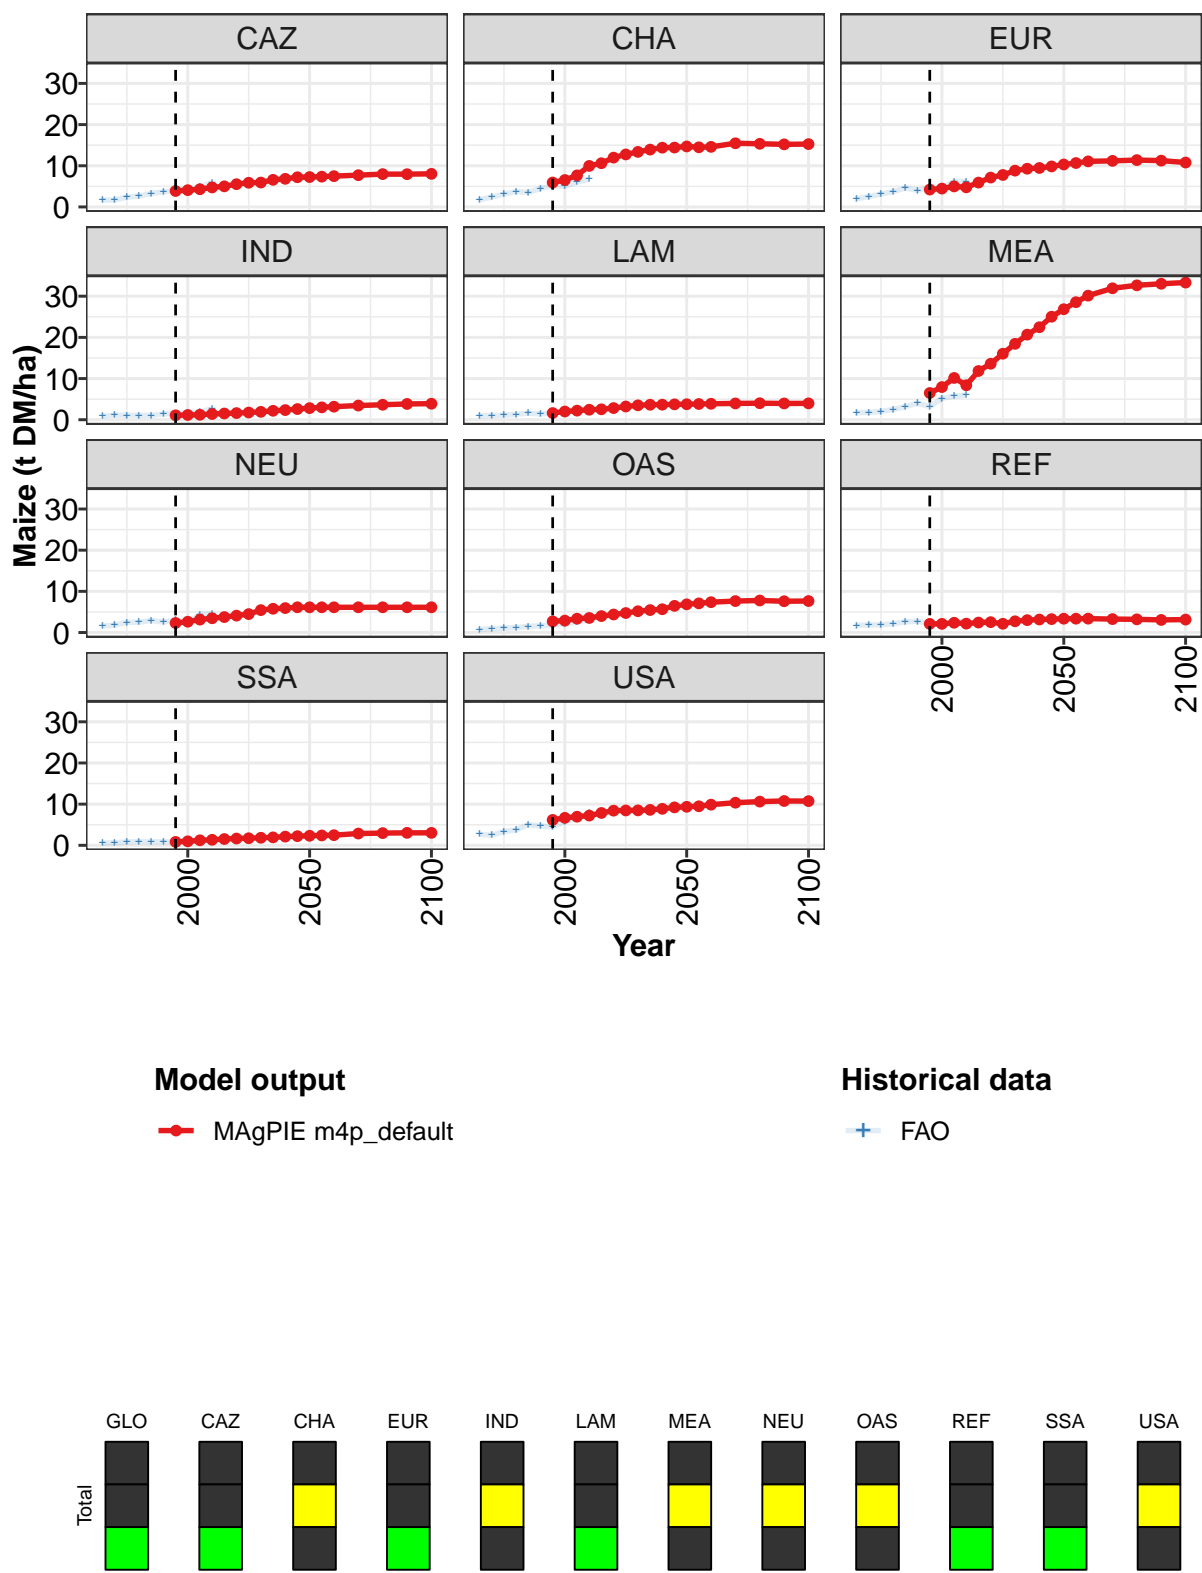 CAZ CHA EUR
30
20
10
0
IND LAM MEA
30
20
10
0
Maize (t DM/ha)
NEU OAS REF
30
20
10
0
2000 2050 2100
SSA USA
30
20
10
0
2000 2050 2100 2000 2050 2100
Year
Model output Historical data
MAgPIE m4p_default FAO
GLO CAZ CHA EUR IND LAM MEA NEU OAS REF SSA USA
Total